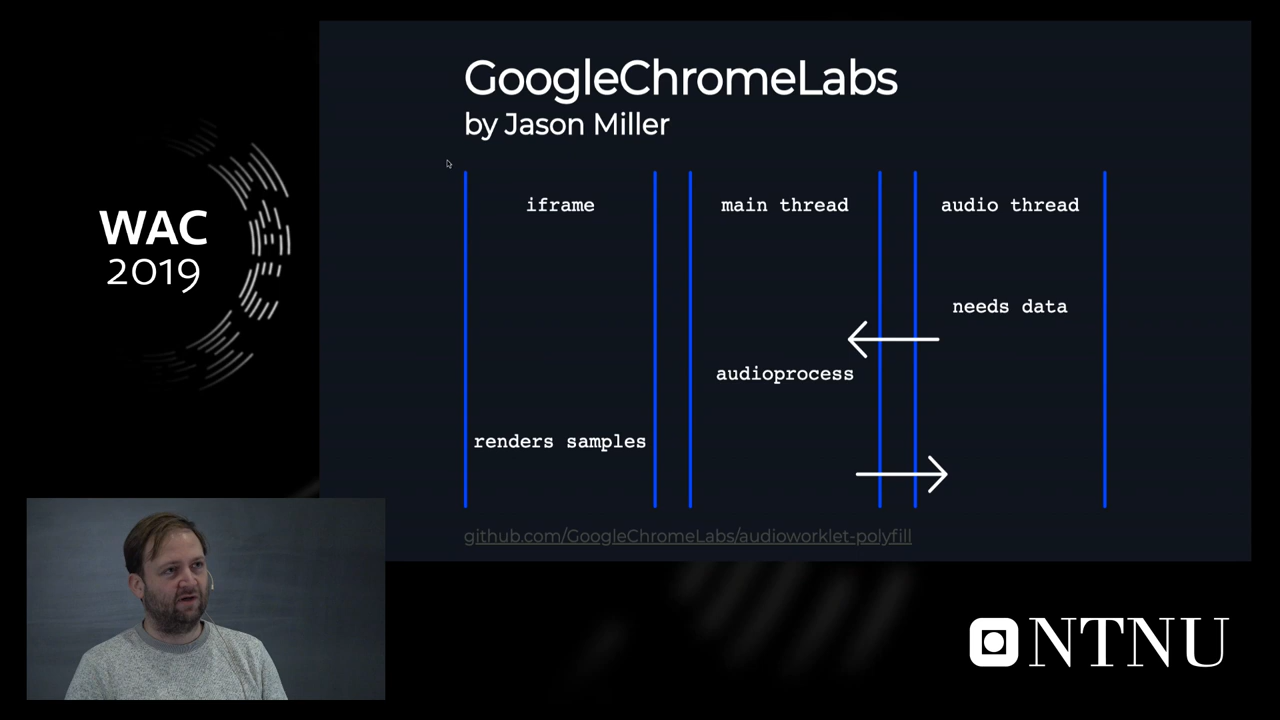 WAC
2019
GoogleChromeLabs
by Jason Miller
iframe
main thread
audio thread
needs data
audioprocess
renders samples
github.com/GoogleChromeLabs/audioworklet-polyfill
NTNU